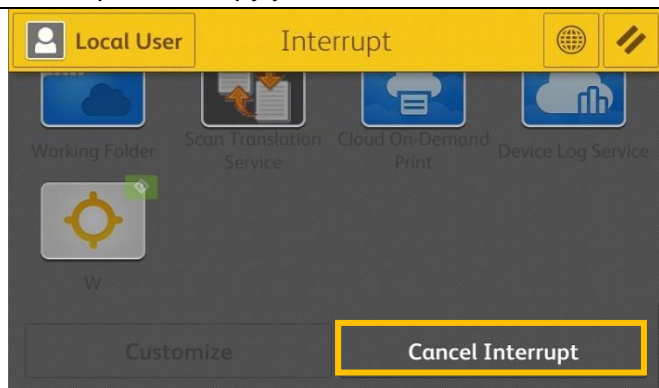 Local User
Interrupt
Working Folder
Scan Translation
Service
Cloud On-Demand
Print
Device Log Service
W
Customize
Cancel Interrupt